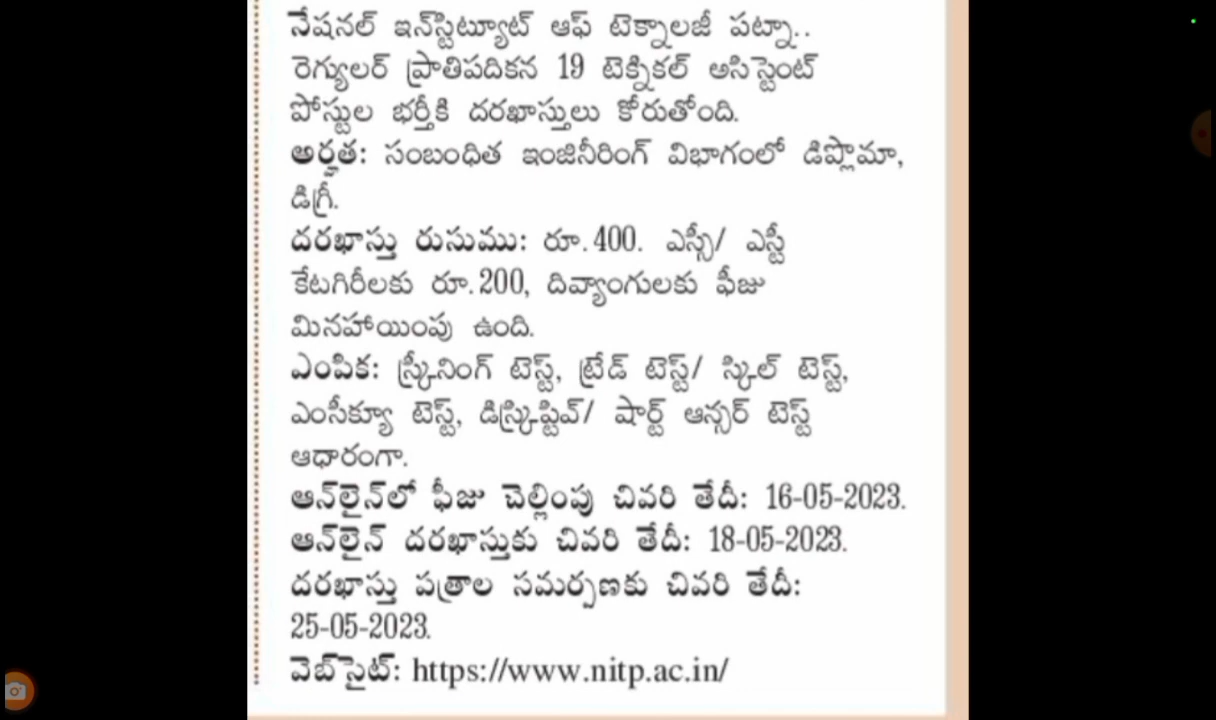 నేషనల్ ఇన్‌స్టిట్యూట్ ఆఫ్ టెక్నాలజీ పట్నా..
రెగ్యులర్ ప్రాతిపదికన 19 టెక్నికల్ అసిస్టెంట్
పోస్టుల భర్తీకి దరఖాస్తులు కోరుతోంది.
అర్హత: సంబంధిత ఇంజినీరింగ్ విభాగంలో డిప్లొమా,
డిగ్రీ.
దరఖాస్తు రుసుము: రూ.400. ఎస్సీ/ ఎస్టీ
కేటగిరీలకు రూ.200, దివ్యాంగులకు ఫీజు
మినహాయింపు ఉంది.
ఎంపిక: స్క్రీనింగ్ టెస్ట్, ట్రేడ్ టెస్ట్/ స్కిల్ టెస్ట్,
ఎంసీక్యూ టెస్ట్, డిస్క్రిప్టివ్/ షార్ట్ ఆన్సర్ టెస్ట్
ఆధారంగా.
ఆన్‌లైన్‌లో ఫీజు చెల్లింపు చివరి తేదీ: 16-05-2023.
ఆన్‌లైన్ దరఖాస్తుకు చివరి తేదీ: 18-05-2023.
దరఖాస్తు పత్రాల సమర్పణకు చివరి తేదీ:
25-05-2023.
వెబ్‌సైట్: https://www.nitp.ac.in/